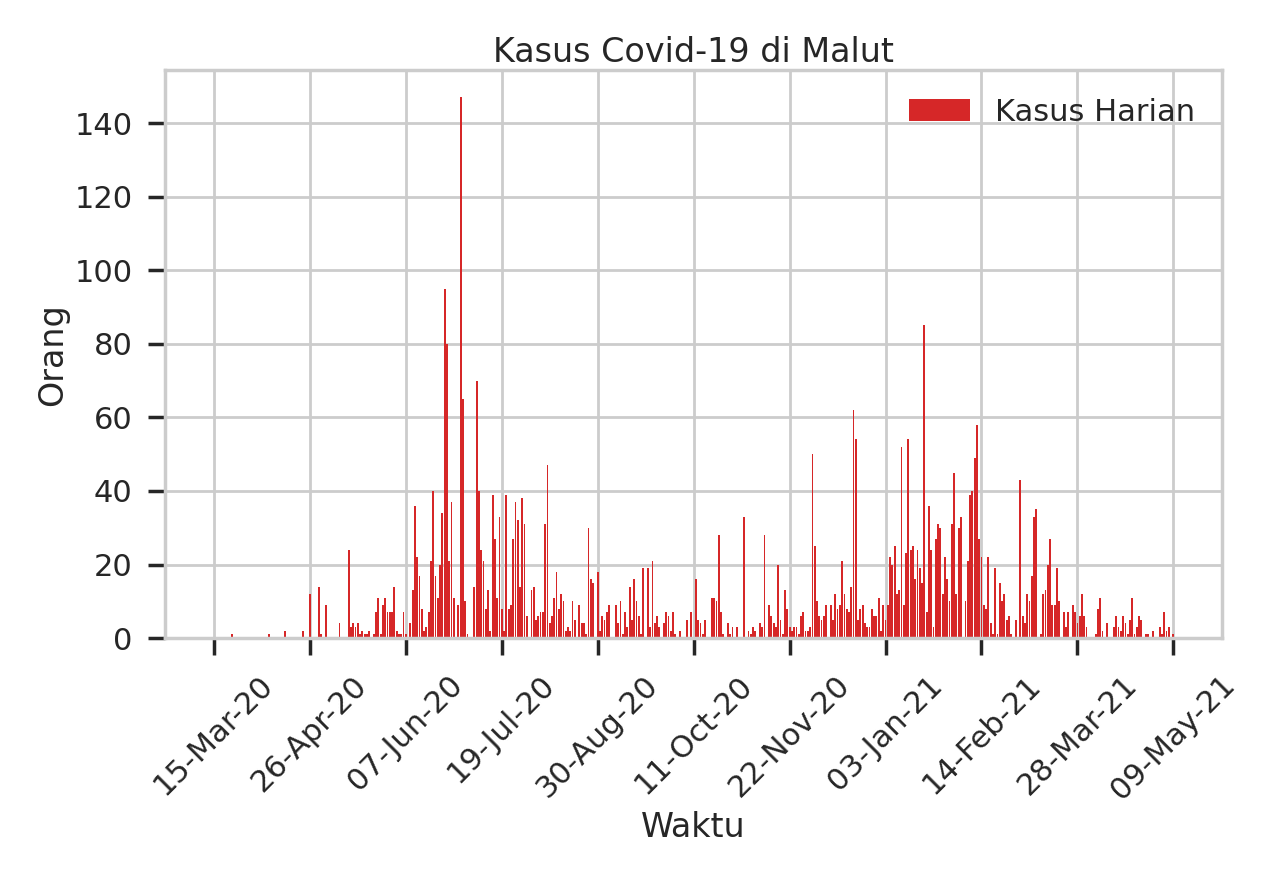 Kasus Covid-19 di Malut
Kasus Harian
Orang
140
120
100
80
60
40
20
0
15-Mar-20
26-Apr-20
07-Jun-20
19-Jul-20
30-Aug-20
11-Oct-20
22-Nov-20
03-Jan-21
14-Feb-21
28-Mar-21
09-May-21
Waktu